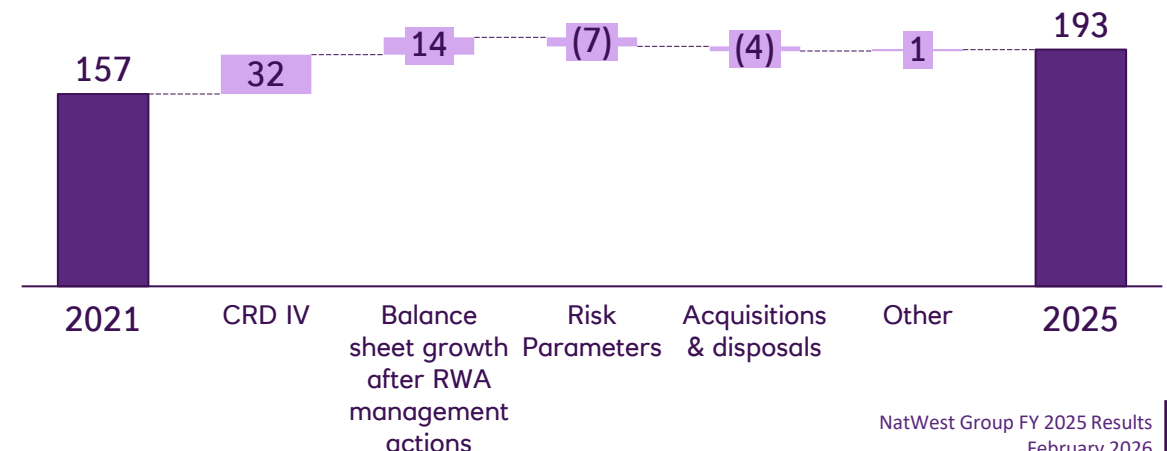 157
32
14
(7)
(4)
1
193
2021
CRD IV
Balance
sheet growth
after RWA
management
actions
Risk
Parameters
Acquisitions
& disposals
Other
2025
NatWest Group FY 2025 Results
February 2026